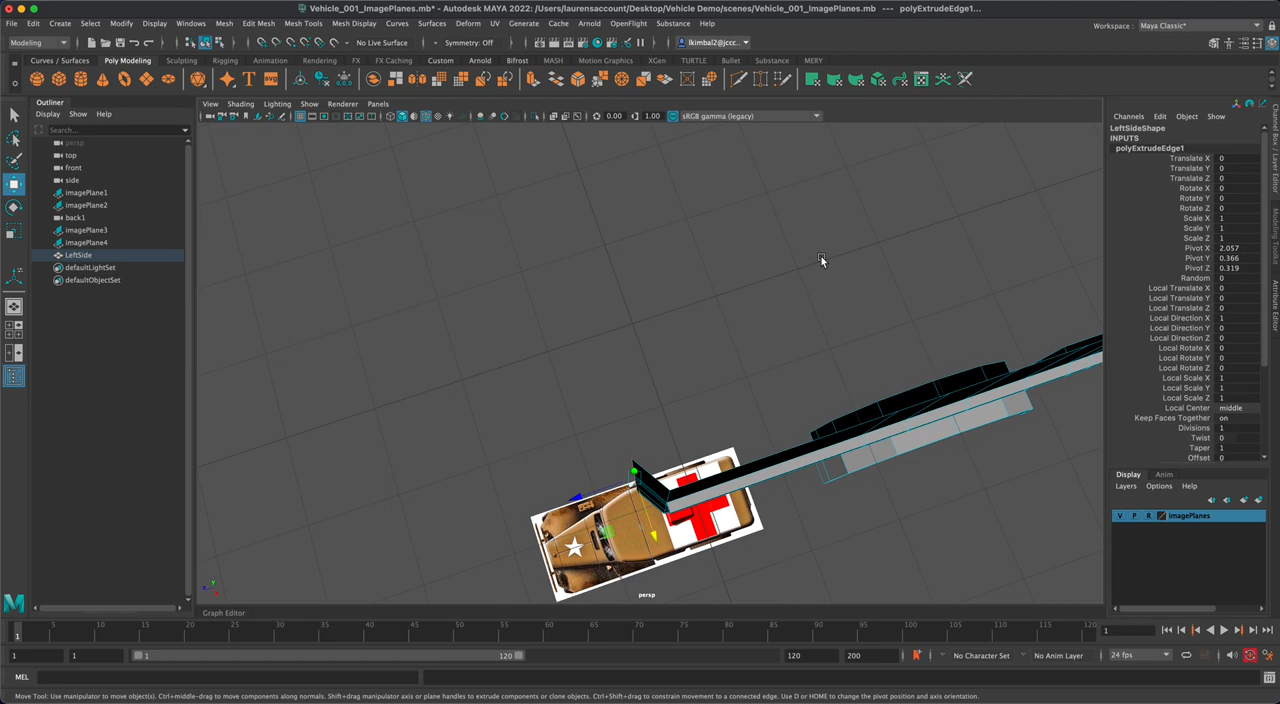 Vehicle_001_ImagePlanes.mb* - Autodesk MAYA 2022: /Users/laurensaccount/Desktop/Vehicle Demo/scenes/Vehicle_001_ImagePlanes.mb --- polyExtrudeEdge1...
File Edit Create Select Modify Display Windows Mesh Edit Mesh Mesh Tools Mesh Display Curves Surfaces Deform UV Generate Cache Arnold OpenFlight Substance Help
Workspace : Maya Classic*
Modeling No Live Surface Symmetry: Off lkimbal2@jccc...
Curves / Surfaces Poly Modeling Sculpting Rigging Animation Rendering FX FX Caching Custom Arnold Bifrost MASH Motion Graphics XGen TURTLE Bullet Substance MERY
SVG
Outliner
Display Show Help
Search...
persp
top
front
side
imagePlane1
imagePlane2
back1
imagePlane3
imagePlane4
LeftSide
defaultLightSet
defaultObjectSet
View Shading Lighting Show Renderer Panels
0.00 1.00 sRGB gamma (legacy)
persp
Channels Edit Object Show
LeftSideShape
INPUTS
polyExtrudeEdge1
Translate X 0
Translate Y 0
Translate Z 0
Rotate X 0
Rotate Y 0
Rotate Z 0
Scale X 1
Scale Y 1
Scale Z 1
Pivot X 2.057
Pivot Y 0.366
Pivot Z 0.319
Random 0
Local Translate X 0
Local Translate Y 0
Local Translate Z 0
Local Direction X 1
Local Direction Y 0
Local Direction Z 0
Local Rotate X 0
Local Rotate Y 0
Local Rotate Z 0
Local Scale X 1
Local Scale Y 1
Local Scale Z 1
Local Center middle
Keep Faces Together on
Divisions 1
Twist 0
Taper 1
Offset 0
Channel Box / Layer Editor
Modeling Toolkit
Attribute Editor
Display Anim
Layers Options Help
V P R imagePlanes
Graph Editor
1 5 10 15 20 25 30 35 40 45 50 55 60 65 70 75 80 85 90 95 100 105 110 115 120
1
1 1 1 120 120 200 No Character Set No Anim Layer 24 fps
MEL
Move Tool: Use manipulator to move object(s). Ctrl+middle-drag to move components along normals. Shift+drag manipulator axis or plane handles to extrude components or clone objects. Ctrl+Shift+drag to constrain movement to a connected edge. Use D or HOME to change the pivot position and axis orientation.